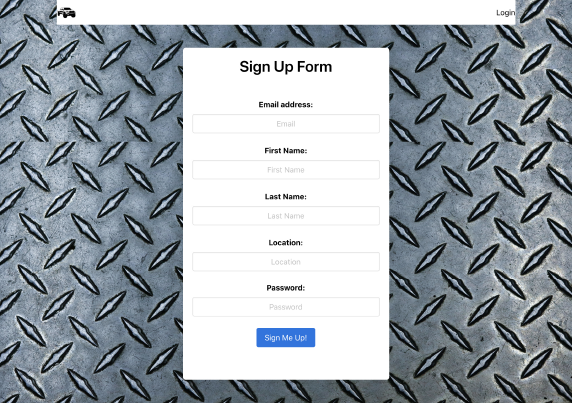 Login
Sign Up Form
Email address:
Email
First Name:
First Name
Last Name:
Last Name
Location:
Location
Password:
Password
Sign Me Up!